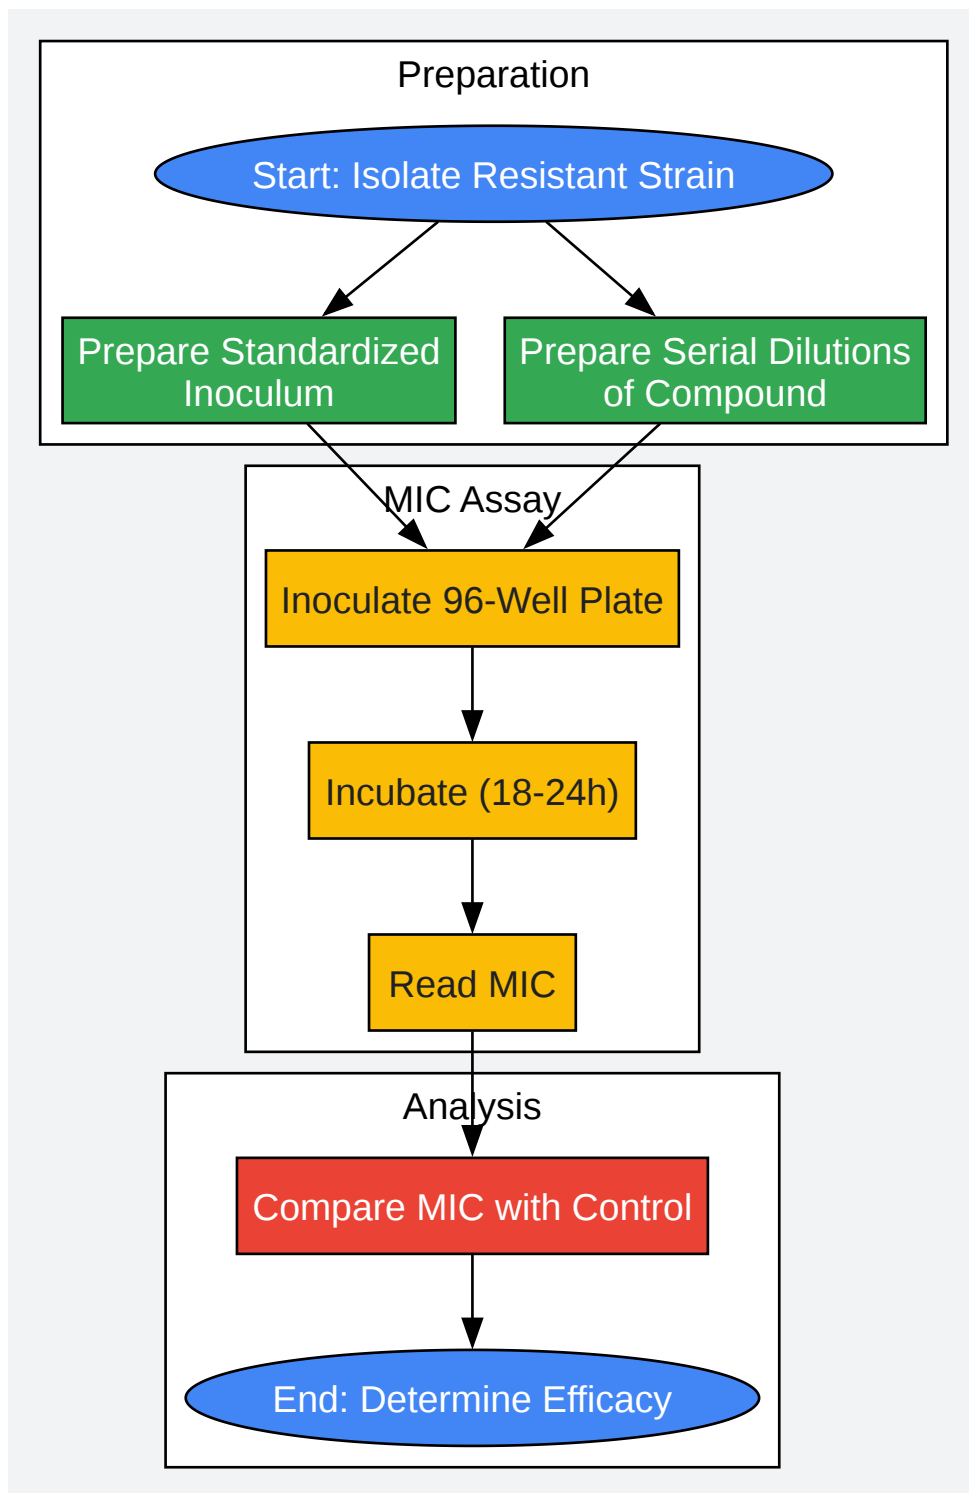 Preparation
Start: Isolate Resistant Strain
Prepare Standardized
Inoculum
Prepare Serial Dilutions
of Compound
MIC Assay
Inoculate 96-Well Plate
Incubate (18-24h)
Read MIC
Analysis
Compare MIC with Control
End: Determine Efficacy